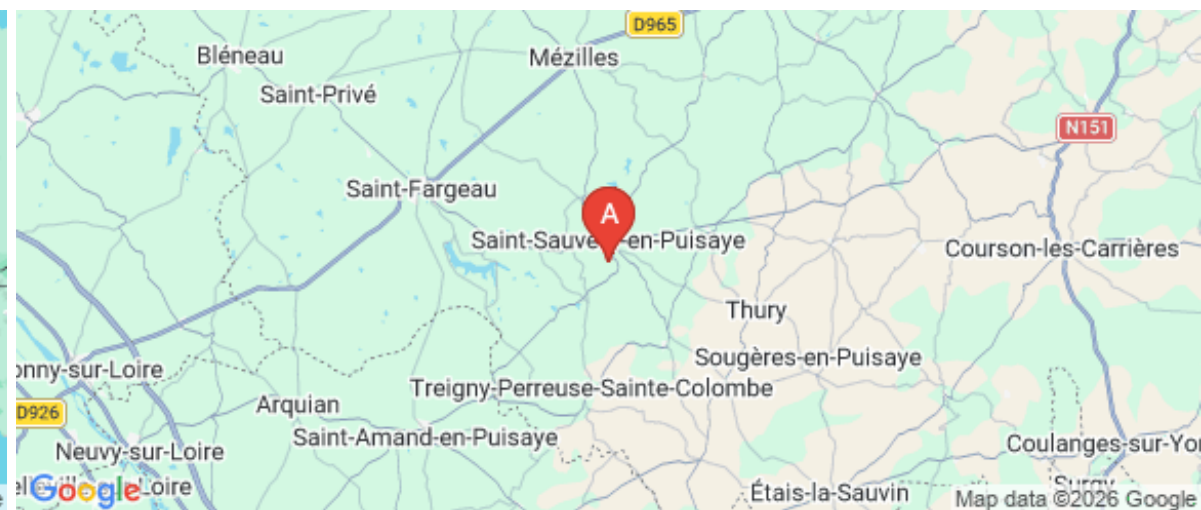 D965
Bléneau
Mézilles
Saint-Privé
N151
Saint-Fargeau
A
Saint-Sauve -en-Puisaye
Courson-les-Carrières
Thury
Sougères-en-Puisaye
onny-sur-Loire
Treigny-Perreuse-Sainte-Colombe
D926
Arquian
Saint-Amand-en-Puisaye
Neuvy-sur-Loire
Coulanges-sur-Yon
Étais-la-Sauvin
Google
Loire
Map data ©2026 Google